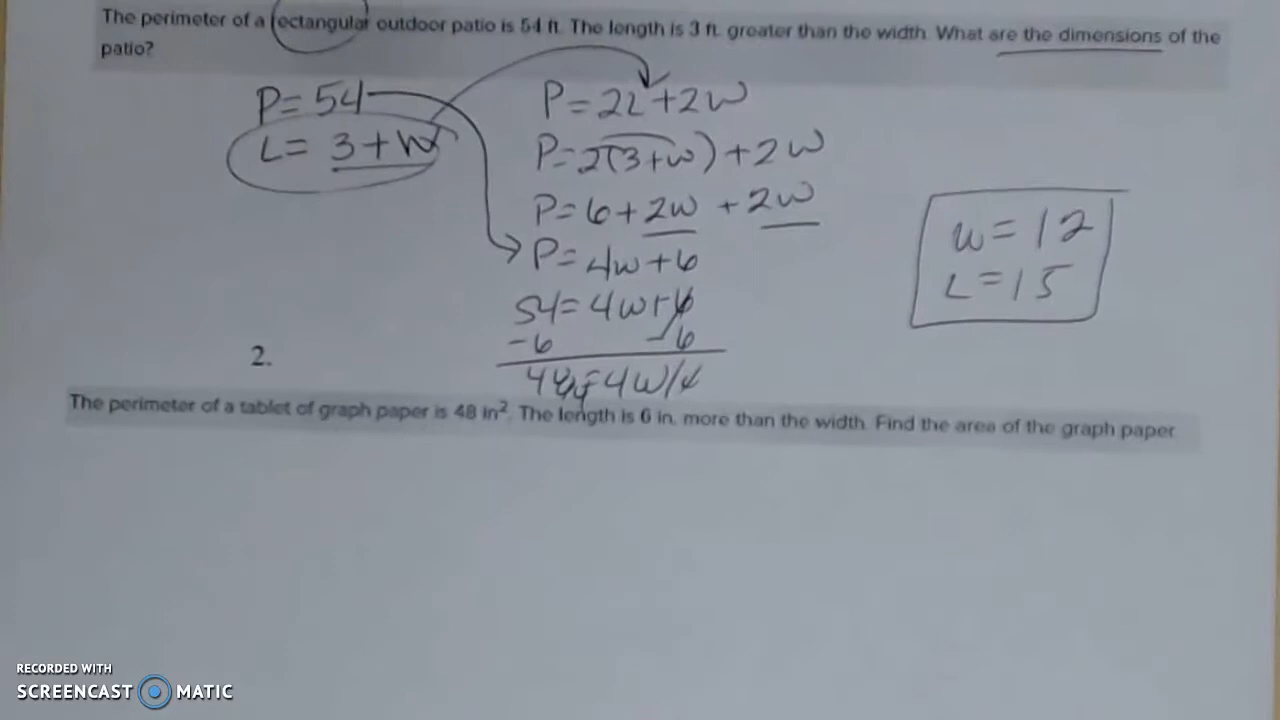 The perimeter of a rectangular outdoor patio is 54 ft. The length is 3 ft. greater than the width. What are the dimensions of the
patio?
P = 54
L = 3 + W
P = 2L + 2W
P = 2(3 + w) + 2w
P = 6 + 2w + 2w
P = 4w + 6
54 = 4w + 6
-6 -6
48/4 = 4w/4
w = 12
L = 15
2.
The perimeter of a tablet of graph paper is 48 in². The length is 6 in. more than the width. Find the area of the graph paper.
RECORDED WITH
SCREENCAST MATIC